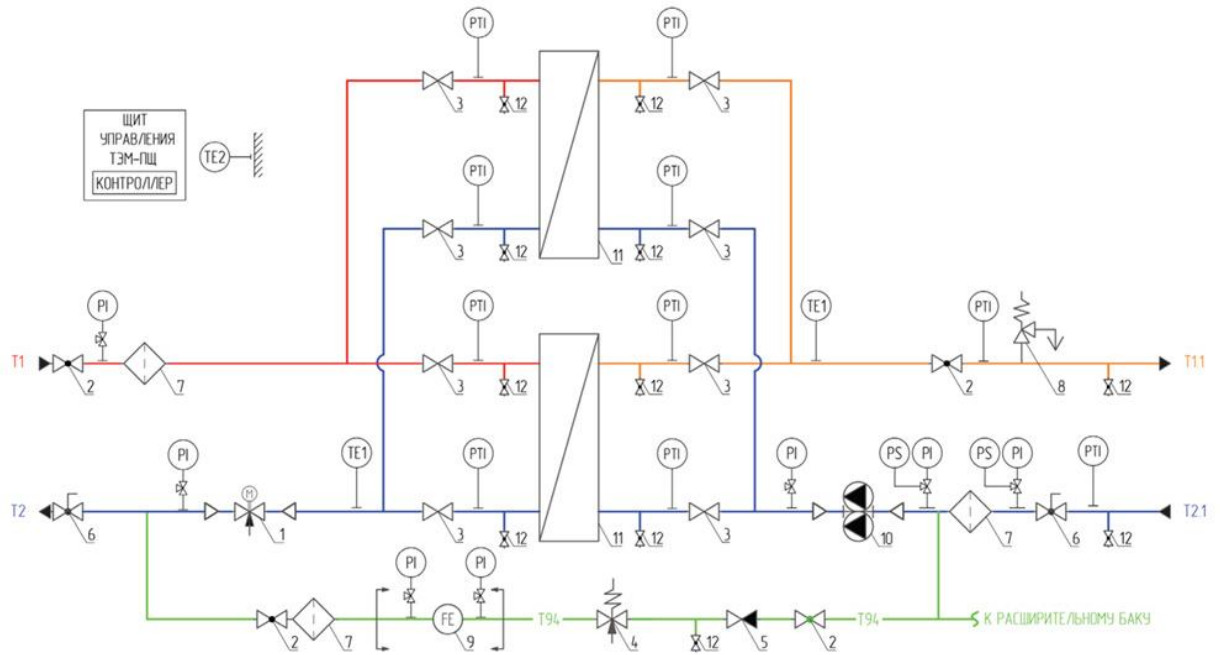 PTI PTI
3 12 12 3
ЩИТ
УПРАВЛЕНИЯ
ТЭМ-ПЩ
КОНТРОЛЛЕР
TE2
PTI PTI
3 12 11 12 3
PI PTI PTI TE1 PTI
T1 T1.1
2 7 3 12 12 3 2 8 12
PI TE1 PTI PTI PI PS PI PS PI PTI
T2 T2.1
6 1 M 3 12 11 12 3 10 7 6 12
PI PI
FE T94 T94 К РАСШИРИТЕЛЬНОМУ БАКУ
2 7 9 4 12 5 2